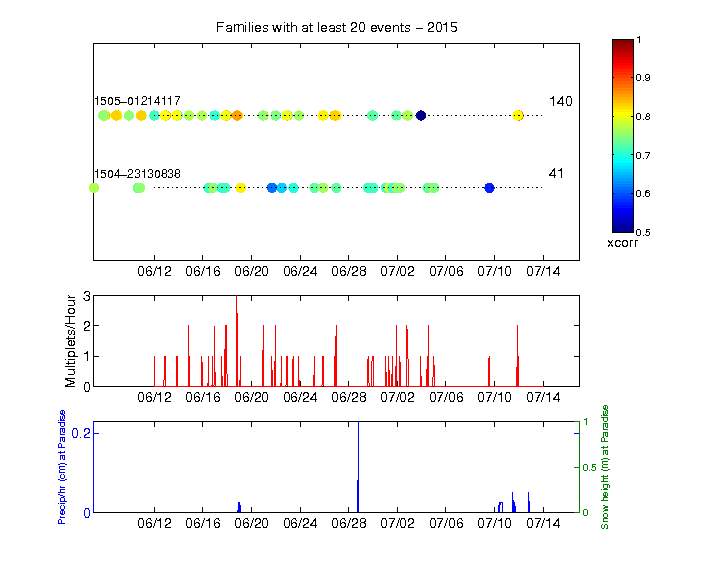 Families with at least 20 events − 2015
1505−01214117
140
1504−23130838
41
06/12 06/16 06/20 06/24 06/28 07/02 07/06 07/10 07/14
1
0.9
0.8
0.7
0.6
0.5
xcorr
Multiplets/Hour
3
2
1
0
06/12 06/16 06/20 06/24 06/28 07/02 07/06 07/10 07/14
Precip/hr (cm) at Paradise
0.2
0
1
0.5
0
Snow height (m) at Paradise
06/12 06/16 06/20 06/24 06/28 07/02 07/06 07/10 07/14